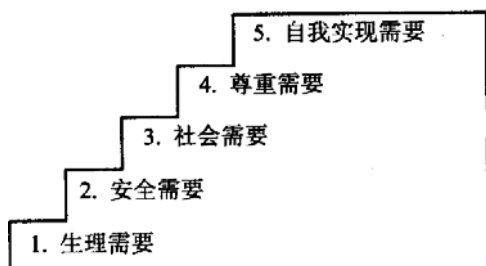 5. 自我实现需要
4. 尊重需要
3. 社会需要
2. 安全需要
1. 生理需要